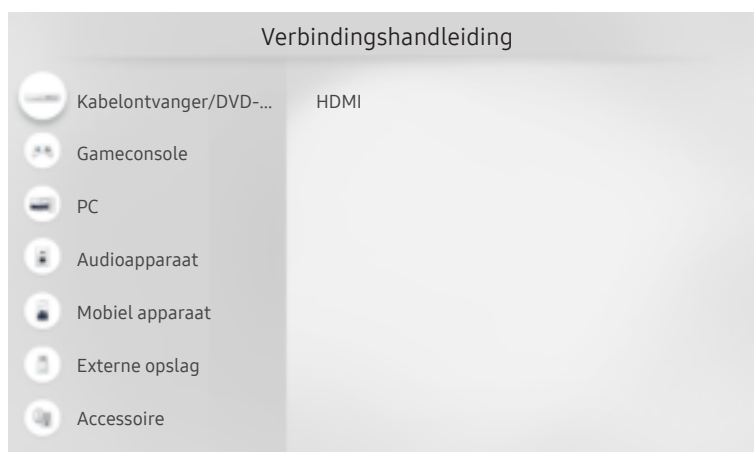 Verbindingshandleiding
Kabelontvanger/DVD-...
HDMI
Gameconsole
PC
Audioapparaat
Mobiel apparaat
Externe opslag
Accessoire